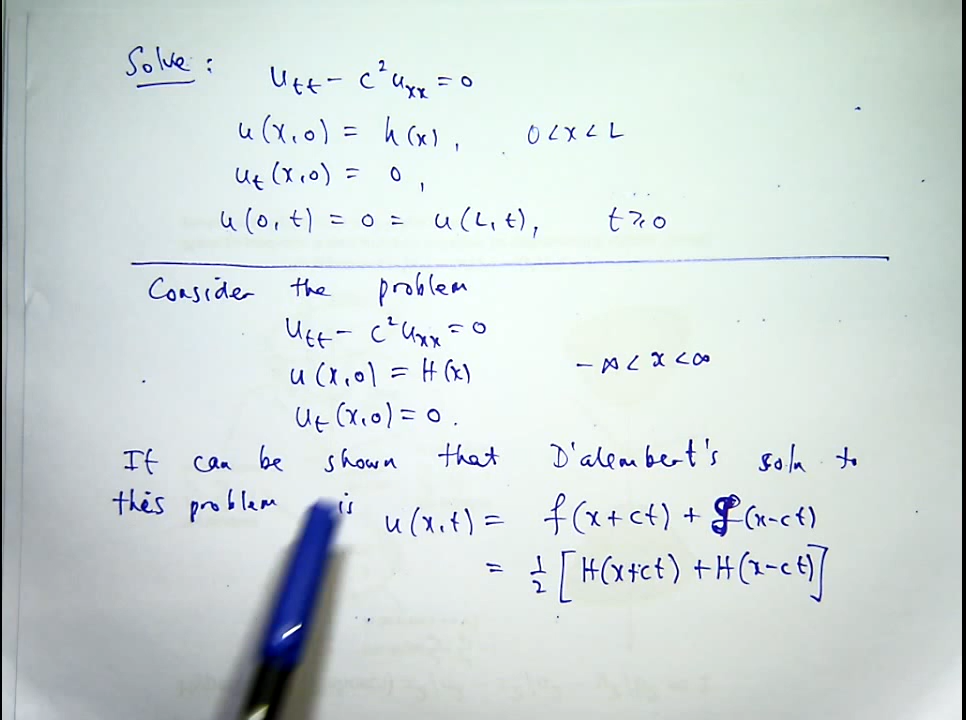 Solve:
u_tt - c²u_xx = 0
u(x,0) = h(x), 0<x<L
u_t(x,0) = 0,
u(0,t) = 0 = u(L,t), t⩾0
Consider the problem
u_tt - c²u_xx = 0
u(x,0) = H(x) -∞<x<∞
u_t(x,0) = 0.
It can be shown that D'alembert's soln to
this problem is u(x,t) = f(x+ct) + g(x-ct)
= ½[H(x+ct) + H(x-ct)]